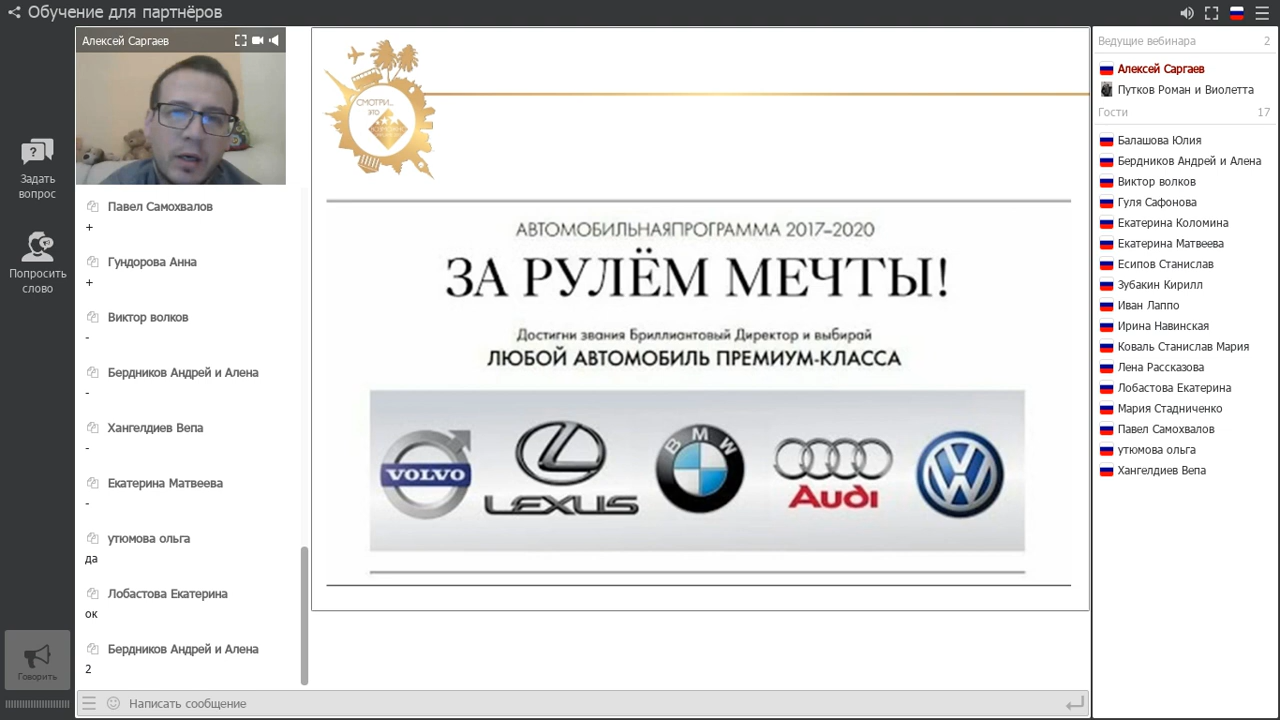 Обучение для партнёров
Алексей Саргаев
Задать
вопрос
Попросить
слово
Говорить
Павел Самохвалов
+
Гундорова Анна
+
Виктор волков
-
Бердников Андрей и Алена
-
Хангелдиев Вепа
-
Екатерина Матвеева
-
утюмова ольга
да
Лобастова Екатерина
ок
Бердников Андрей и Алена
2
Написать сообщение
СМОТРИ...
ЭТО
АВТОМОБИЛЬНАЯПРОГРАММА 2017–2020
ЗА РУЛЁМ МЕЧТЫ!
Достигни звания Бриллиантовый Директор и выбирай
ЛЮБОЙ АВТОМОБИЛЬ ПРЕМИУМ-КЛАССА
VOLVO
LEXUS
BMW
Audi
Ведущие вебинара 2
Алексей Саргаев
Путков Роман и Виолетта
Гости 17
Балашова Юлия
Бердников Андрей и Алена
Виктор волков
Гуля Сафонова
Екатерина Коломина
Екатерина Матвеева
Есипов Станислав
Зубакин Кирилл
Иван Лаппо
Ирина Навинская
Коваль Станислав Мария
Лена Рассказова
Лобастова Екатерина
Мария Стадниченко
Павел Самохвалов
утюмова ольга
Хангелдиев Вепа